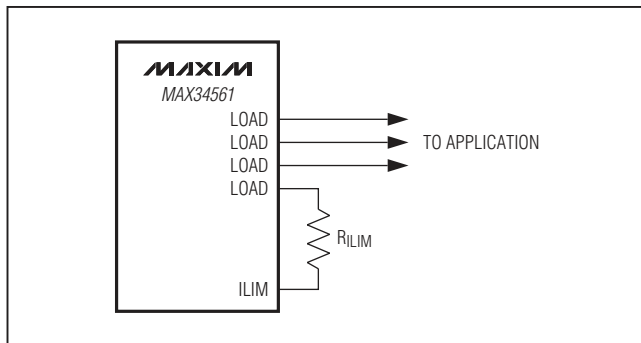 MAXIM
MAX34561
LOAD
LOAD
TO APPLICATION
LOAD
LOAD
RILIM
ILIM